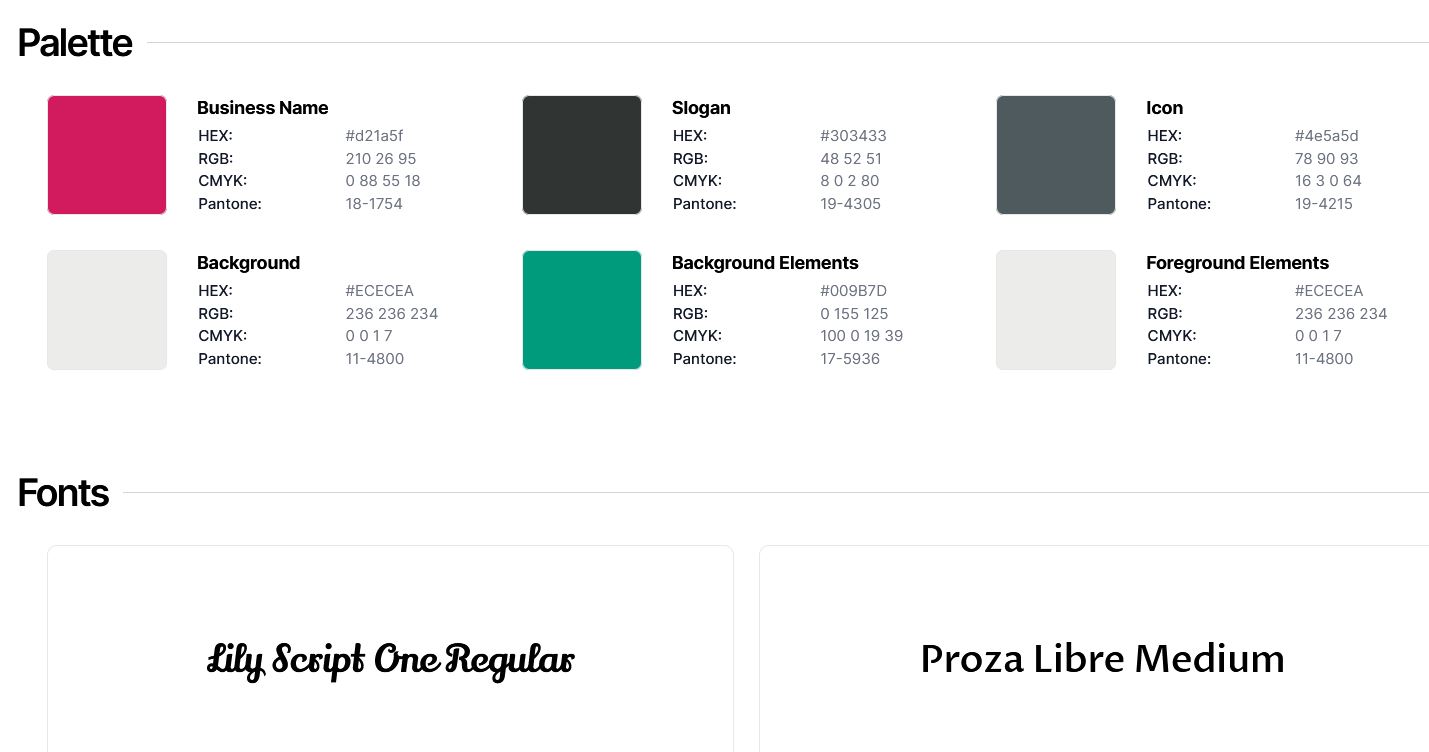 Palette
Business Name
HEX: #d21a5f
RGB: 210 26 95
CMYK: 0 88 55 18
Pantone: 18-1754
Slogan
HEX: #303433
RGB: 48 52 51
CMYK: 8 0 2 80
Pantone: 19-4305
Icon
HEX: #4e5a5d
RGB: 78 90 93
CMYK: 16 3 0 64
Pantone: 19-4215
Background
HEX: #ECECEA
RGB: 236 236 234
CMYK: 0 0 1 7
Pantone: 11-4800
Background Elements
HEX: #009B7D
RGB: 0 155 125
CMYK: 100 0 19 39
Pantone: 17-5936
Foreground Elements
HEX: #ECECEA
RGB: 236 236 234
CMYK: 0 0 1 7
Pantone: 11-4800
Fonts
Lily Script One Regular
Proza Libre Medium